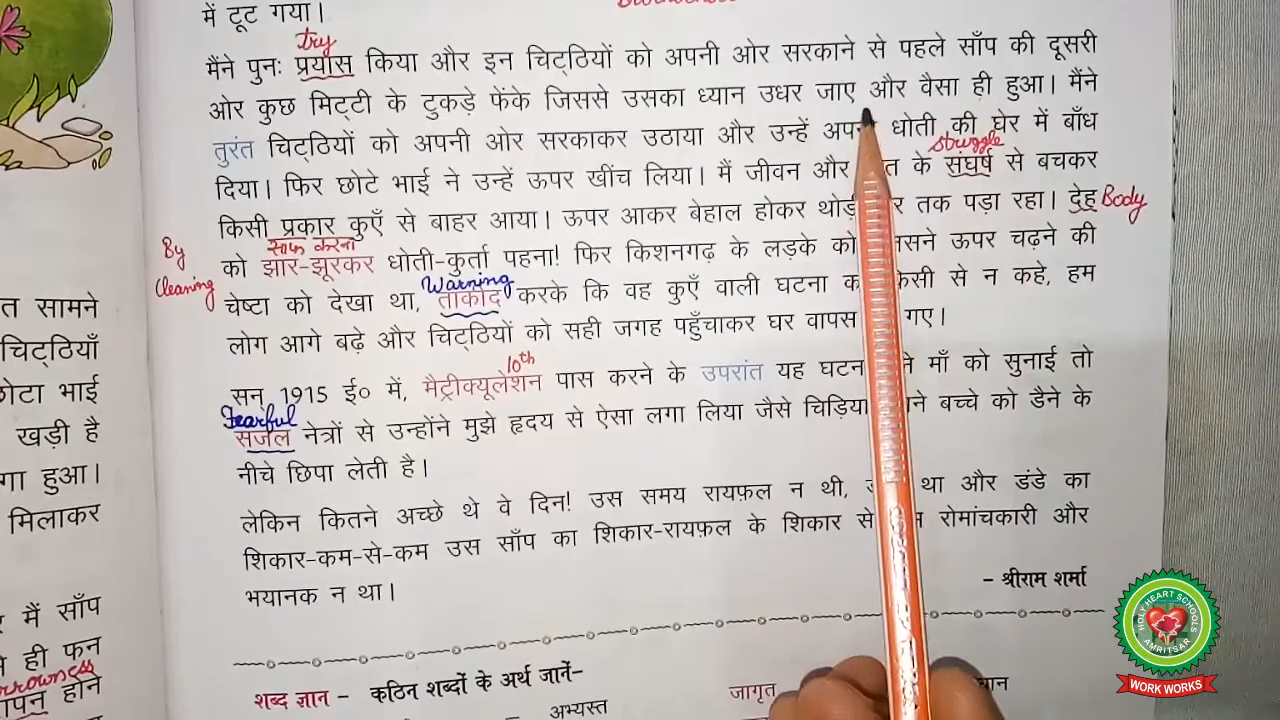 में टूट गया।
try
मैंने पुनः प्रयास किया और इन चिट्ठियों को अपनी ओर सरकाने से पहले साँप की दूसरी
ओर कुछ मिट्टी के टुकड़े फेंके जिससे उसका ध्यान उधर जाए और वैसा ही हुआ। मैंने
तुरंत चिट्ठियों को अपनी ओर सरकाकर उठाया और उन्हें धोती की घेर में बाँध
struggle
दिया। फिर छोटे भाई ने उन्हें ऊपर खींच लिया। मैं जीवन और के संघर्ष से बचकर
किसी प्रकार कुएँ से बाहर आया। ऊपर आकर बेहाल होकर तक पड़ा रहा। देह Body
By साफ करना
को झार-झूरकर धोती-कुर्ता पहना! फिर किशनगढ़ के लड़के को ऊपर चढ़ने की
Cleaning Warning
चेष्टा को देखा था, ताकीद करके कि वह कुएँ वाली घटना से न कहे, हम
लोग आगे बढ़े और चिट्ठियों को सही जगह पहुँचाकर घर वापस गए।
10th
सन् 1915 ई० में, मैट्रीक्यूलेशन पास करने के उपरांत यह माँ को सुनाई तो
Tearful
सजल नेत्रों से उन्होंने मुझे हृदय से ऐसा लगा लिया जैसे चिड़िया बच्चे को डैने के
नीचे छिपा लेती है।
लेकिन कितने अच्छे थे वे दिन! उस समय रायफ़ल न थी, था और डंडे का
शिकार-कम-से-कम उस साँप का शिकार-रायफ़ल के शिकार से रोमांचकारी और
भयानक न था।
- श्रीराम शर्मा
शब्द ज्ञान - कठिन शब्दों के अर्थ जानें-
- अभ्यस्त
जागृत
त सामने
चिट्ठियाँ
छोटा भाई
खड़ी है
गा हुआ।
मिलाकर
मैं साँप
ही फन
होने
HOLY HEART SCHOOLS
AMRITSAR
WORK WORKS